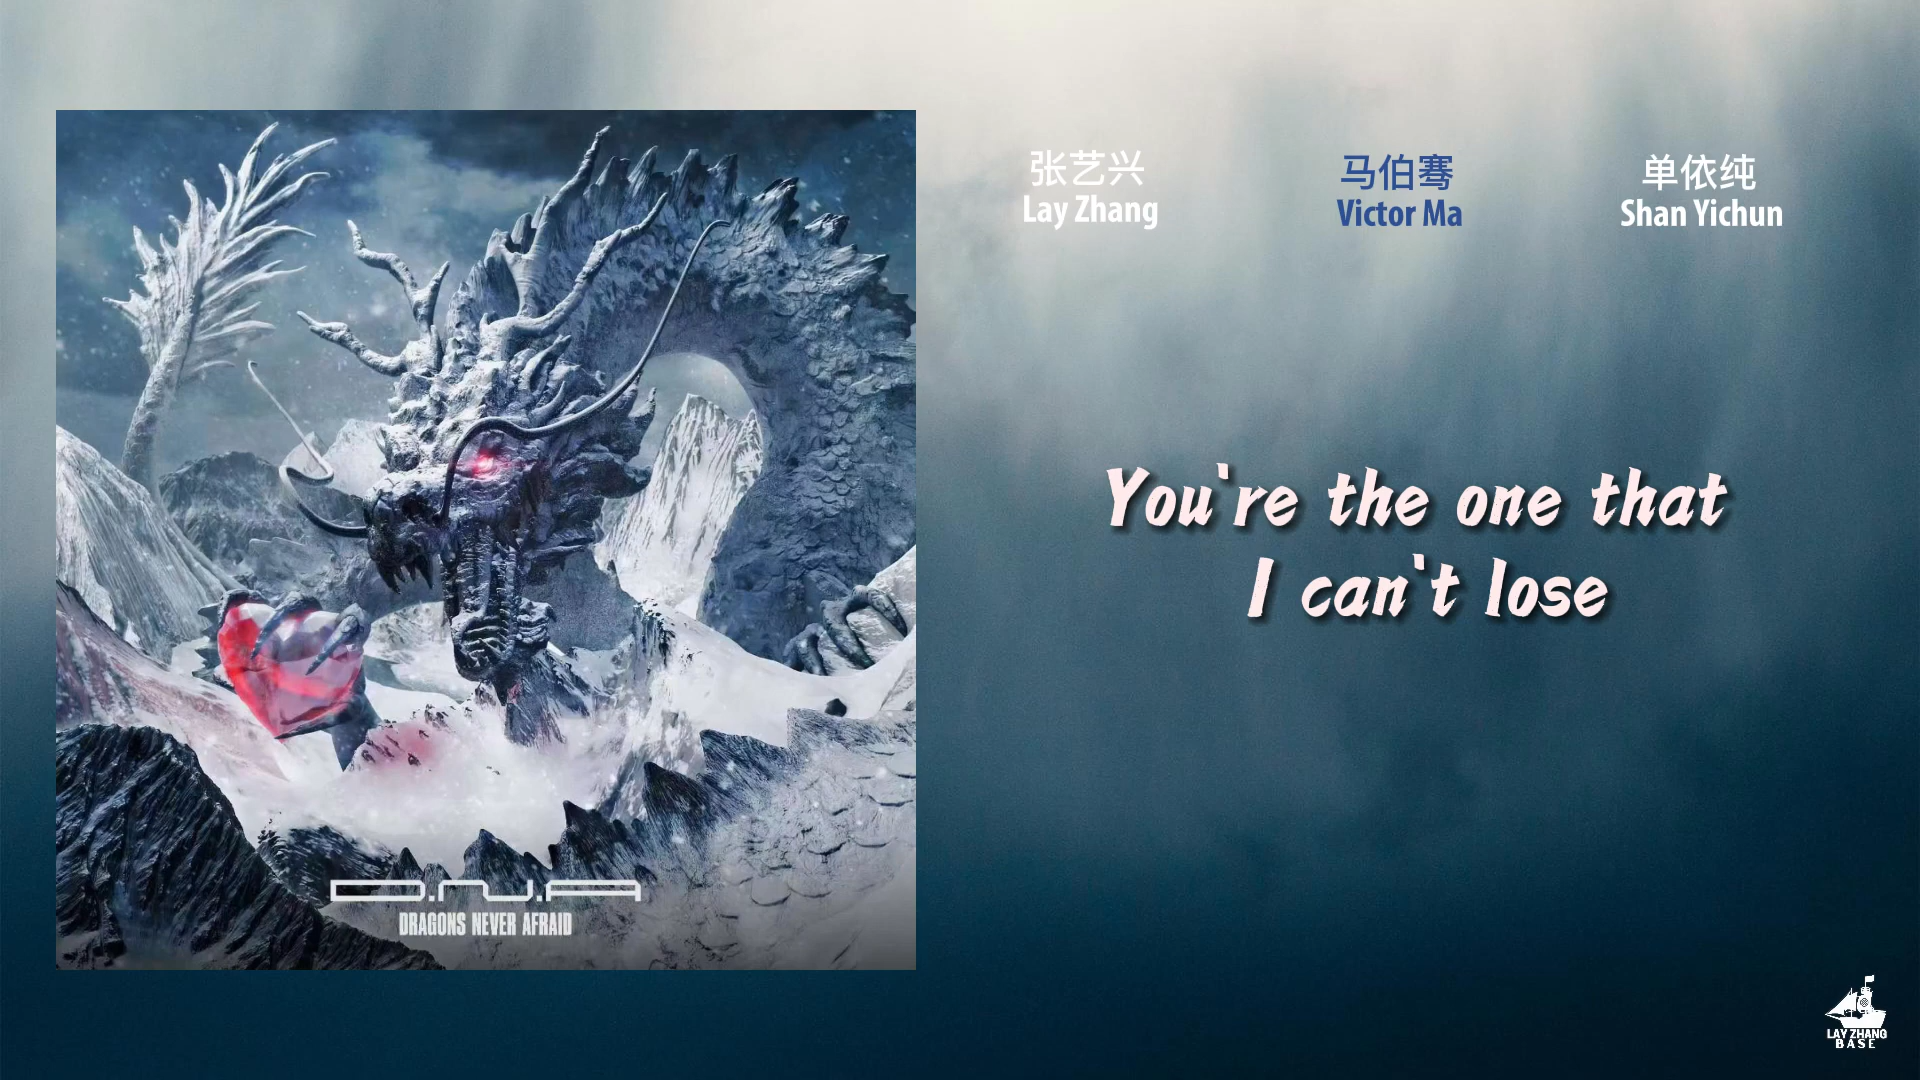 张艺兴
Lay Zhang
马伯骞
Victor Ma
单依纯
Shan Yichun
You're the one that
I can't lose
D.N.A
DRAGONS NEVER AFRAID
LAY ZHANG
BASE